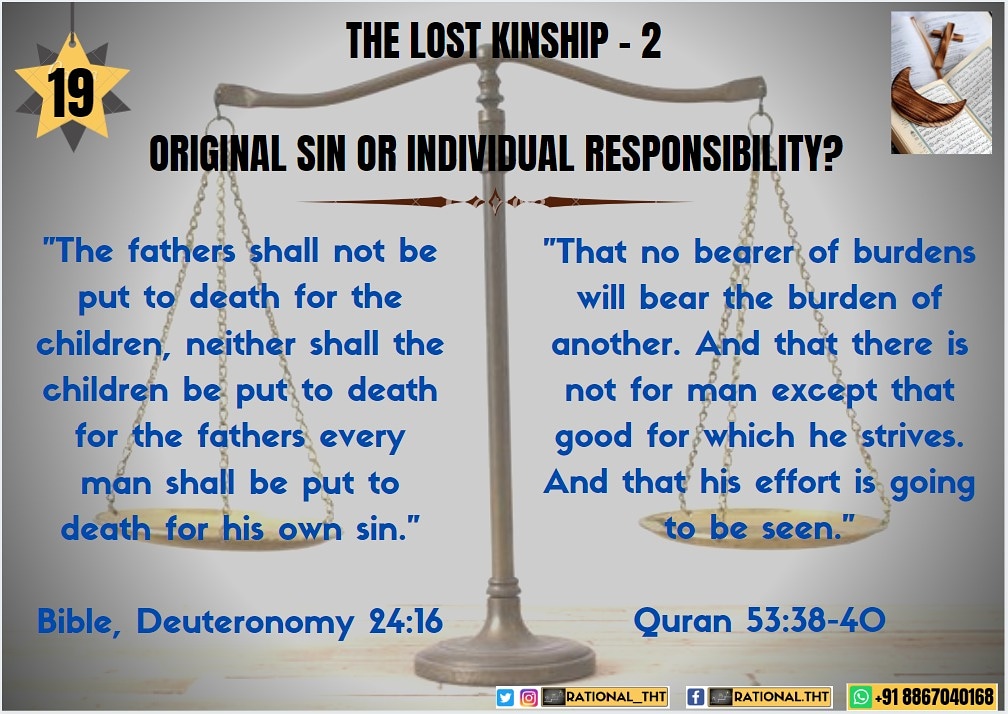 THE LOST KINSHIP - 2
19
ORIGINAL SIN OR INDIVIDUAL RESPONSIBILITY?
"The fathers shall not be
put to death for the
children, neither shall the
children be put to death
for the fathers every
man shall be put to
death for his own sin."
Bible, Deuteronomy 24:16
"That no bearer of burdens
will bear the burden of
another. And that there is
not for man except that
good for which he strives.
And that his effort is going
to be seen."
Quran 53:38-40
RATIONAL_THT
RATIONAL.THT
+91 8867040168